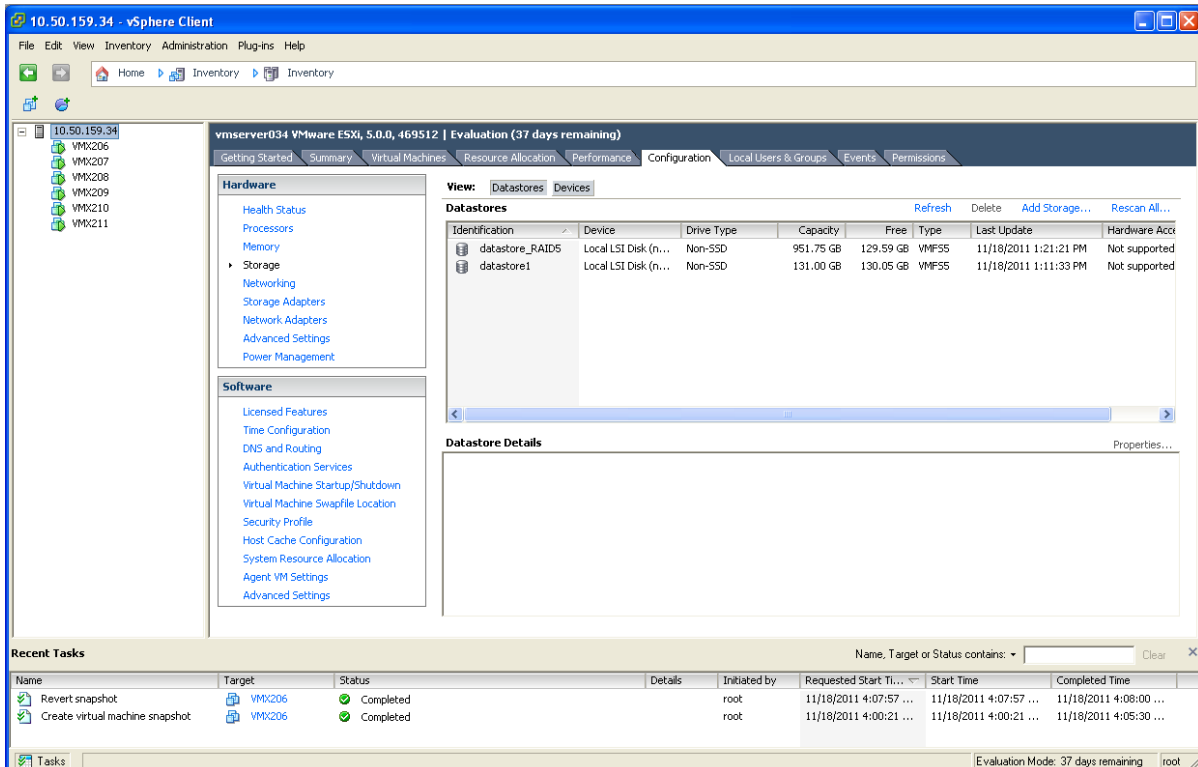 10.50.159.34 - vSphere Client
File Edit View Inventory Administration Plug-ins Help
Home Inventory Inventory
10.50.159.34
VMX206
VMX207
VMX208
VMX209
VMX210
VMX211
vmserver034 VMware ESXi, 5.0.0, 469512 | Evaluation (37 days remaining)
Getting Started Summary Virtual Machines Resource Allocation Performance Configuration Local Users & Groups Events Permissions
Hardware
Health Status
Processors
Memory
Storage
Networking
Storage Adapters
Network Adapters
Advanced Settings
Power Management
Software
Licensed Features
Time Configuration
DNS and Routing
Authentication Services
Virtual Machine Startup/Shutdown
Virtual Machine Swapfile Location
Security Profile
Host Cache Configuration
System Resource Allocation
Agent VM Settings
Advanced Settings
View: Datastores Devices
Datastores Refresh Delete Add Storage... Rescan All...
Identification Device Drive Type Capacity Free Type Last Update Hardware Acce
datastore_RAID5 Local LSI Disk (n... Non-SSD 951.75 GB 129.59 GB VMFS5 11/18/2011 1:21:21 PM Not supported
datastore1 Local LSI Disk (n... Non-SSD 131.00 GB 130.05 GB VMFS5 11/18/2011 1:11:33 PM Not supported
Datastore Details Properties...
Recent Tasks Name, Target or Status contains: Clear
Name Target Status Details Initiated by Requested Start Ti... Start Time Completed Time
Revert snapshot VMX206 Completed root 11/18/2011 4:07:57 ... 11/18/2011 4:07:57 ... 11/18/2011 4:08:00 ...
Create virtual machine snapshot VMX206 Completed root 11/18/2011 4:00:21 ... 11/18/2011 4:00:21 ... 11/18/2011 4:05:30 ...
Tasks Evaluation Mode: 37 days remaining root